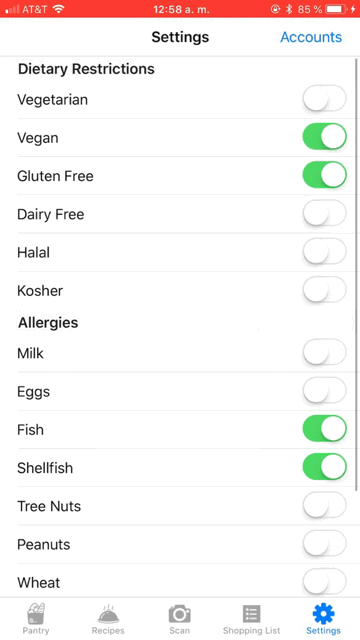 AT&T 12:58 a. m. 85 %
Settings Accounts
Dietary Restrictions
Vegetarian
Vegan
Gluten Free
Dairy Free
Halal
Kosher
Allergies
Milk
Eggs
Fish
Shellfish
Tree Nuts
Peanuts
Wheat
Pantry Recipes Scan Shopping List Settings